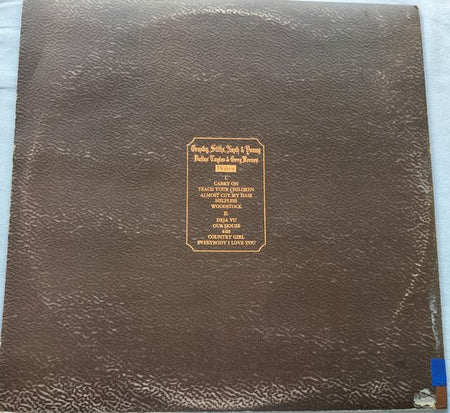 Crosby, Stills, Nash & Young
Dallas Taylor & Greg Reeves
I.
CARRY ON
TEACH YOUR CHILDREN
ALMOST CUT MY HAIR
HELPLESS
WOODSTOCK
II.
DEJA VU
OUR HOUSE
4+20
COUNTRY GIRL
EVERYBODY I LOVE YOU